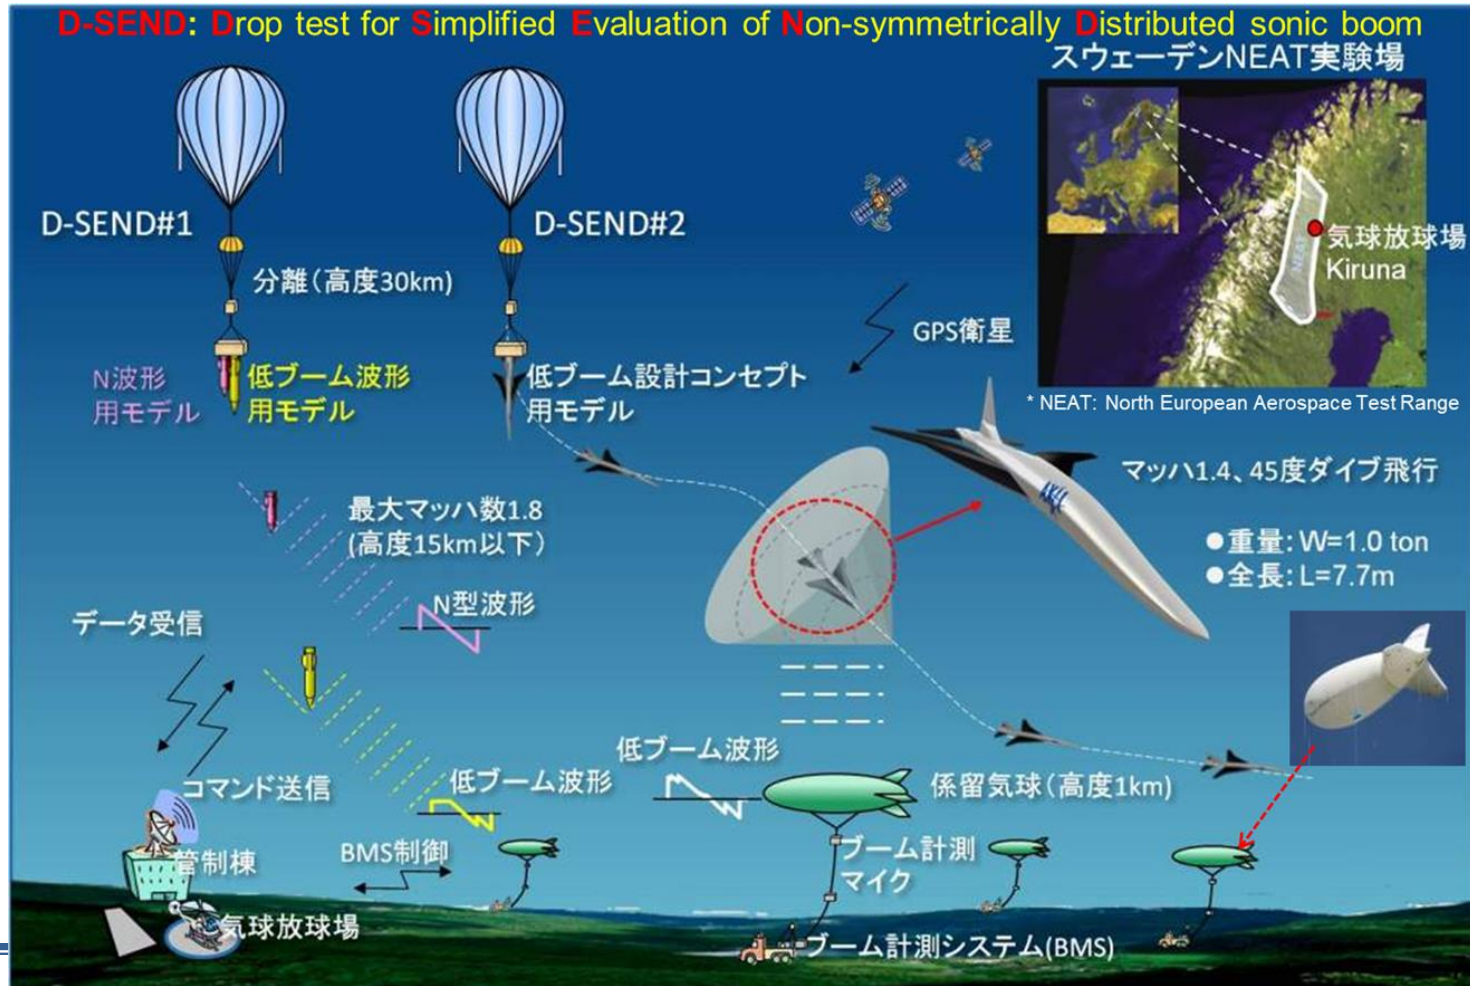 D-SEND: Drop test for Simplified Evaluation of Non-symmetrically Distributed sonic boom
スウェーデンNEAT実験場
D-SEND#1
D-SEND#2
分離(高度30km)
NEAT
気球放球場
Kiruna
GPS衛星
N波形
用モデル
低ブーム波形
用モデル
低ブーム設計コンセプト
用モデル
* NEAT: North European Aerospace Test Range
マッハ1.4、45度ダイブ飛行
最大マッハ数1.8
(高度15km以下)
●重量: W=1.0 ton
●全長: L=7.7m
N型波形
データ受信
低ブーム波形
低ブーム波形
コマンド送信
係留気球(高度1km)
管制棟
BMS制御
ブーム計測
マイク
気球放球場
ブーム計測システム(BMS)